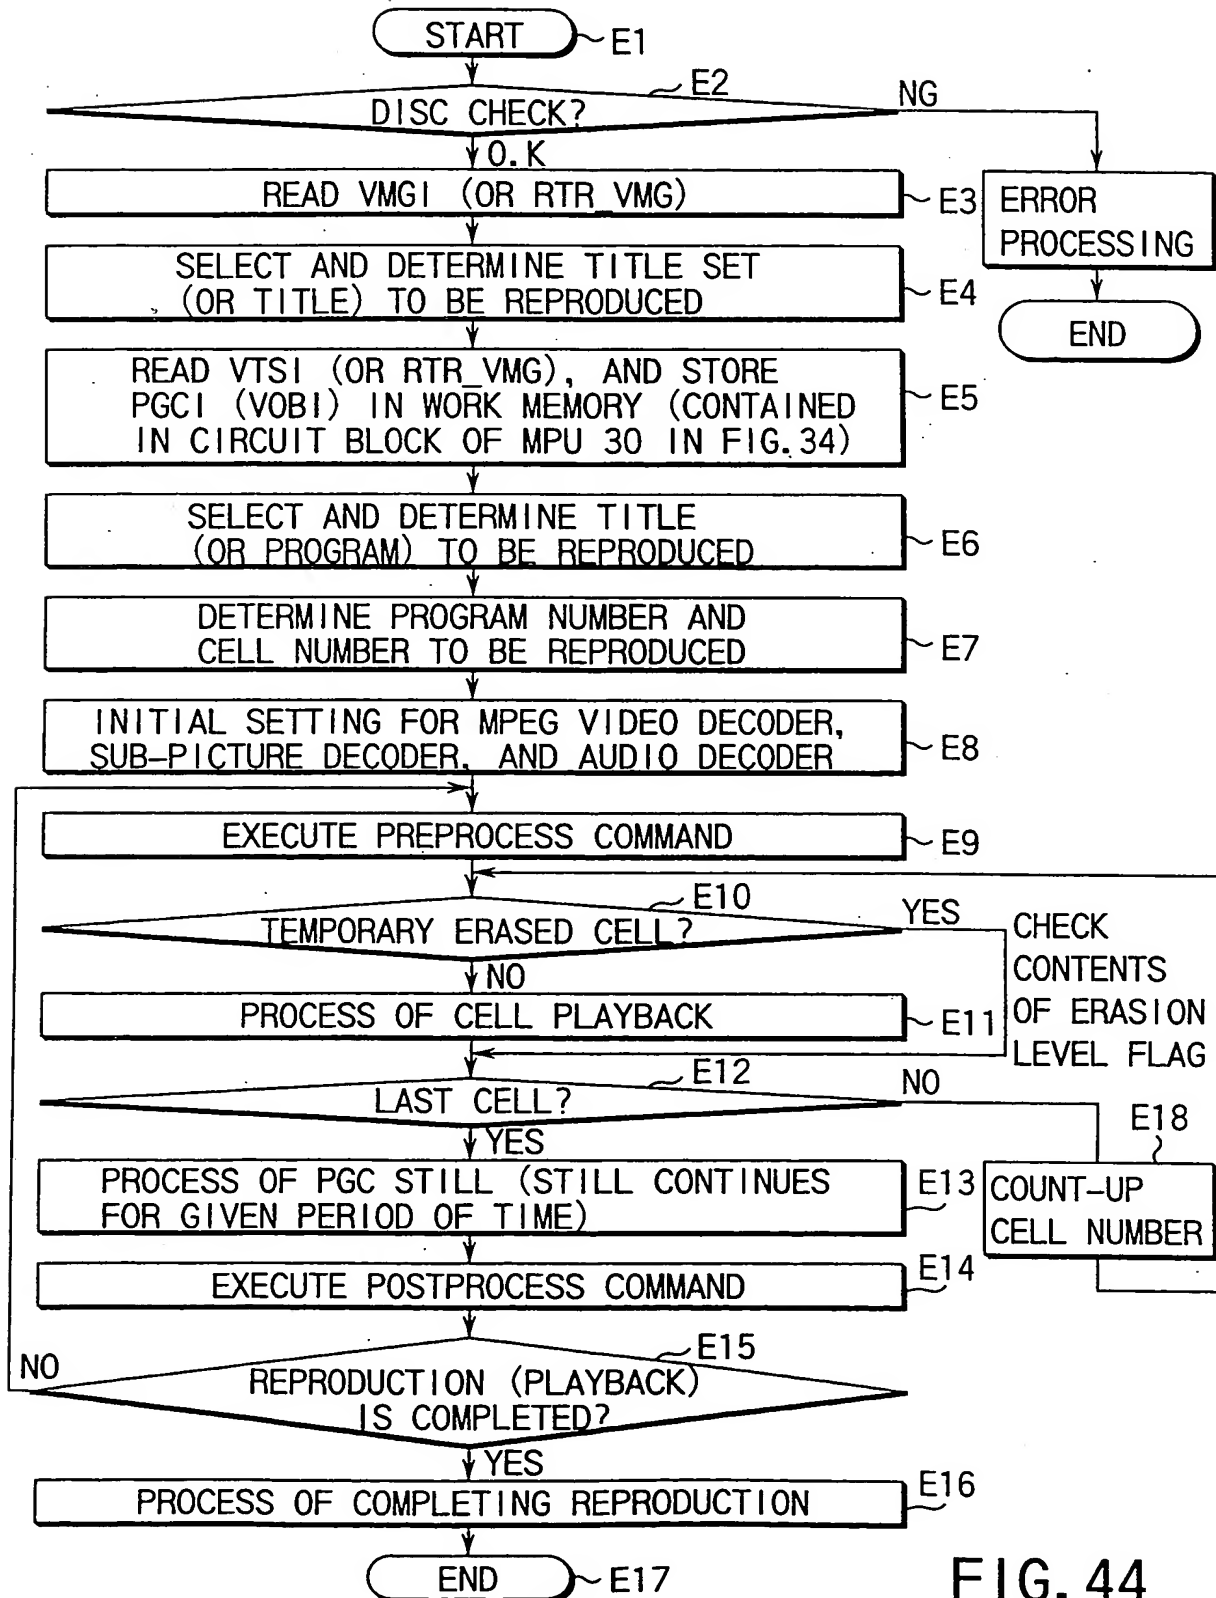 START
E1
E2
DISC CHECK?
NG
O.K
READ VMGI (OR RTR_VMG)
E3
ERROR
PROCESSING
END
SELECT AND DETERMINE TITLE SET
(OR TITLE) TO BE REPRODUCED
E4
READ VTSI (OR RTR_VMG), AND STORE
PGCI (VOBI) IN WORK MEMORY (CONTAINED
IN CIRCUIT BLOCK OF MPU 30 IN FIG.34)
E5
SELECT AND DETERMINE TITLE
(OR PROGRAM) TO BE REPRODUCED
E6
DETERMINE PROGRAM NUMBER AND
CELL NUMBER TO BE REPRODUCED
E7
INITIAL SETTING FOR MPEG VIDEO DECODER,
SUB-PICTURE DECODER, AND AUDIO DECODER
E8
EXECUTE PREPROCESS COMMAND
E9
E10
TEMPORARY ERASED CELL?
YES
NO
CHECK
CONTENTS
OF ERASION
LEVEL FLAG
PROCESS OF CELL PLAYBACK
E11
E12
LAST CELL?
NO
YES
E18
COUNT-UP
CELL NUMBER
PROCESS OF PGC STILL (STILL CONTINUES
FOR GIVEN PERIOD OF TIME)
E13
EXECUTE POSTPROCESS COMMAND
E14
E15
NO
REPRODUCTION (PLAYBACK)
IS COMPLETED?
YES
PROCESS OF COMPLETING REPRODUCTION
E16
END
E17
FIG. 44